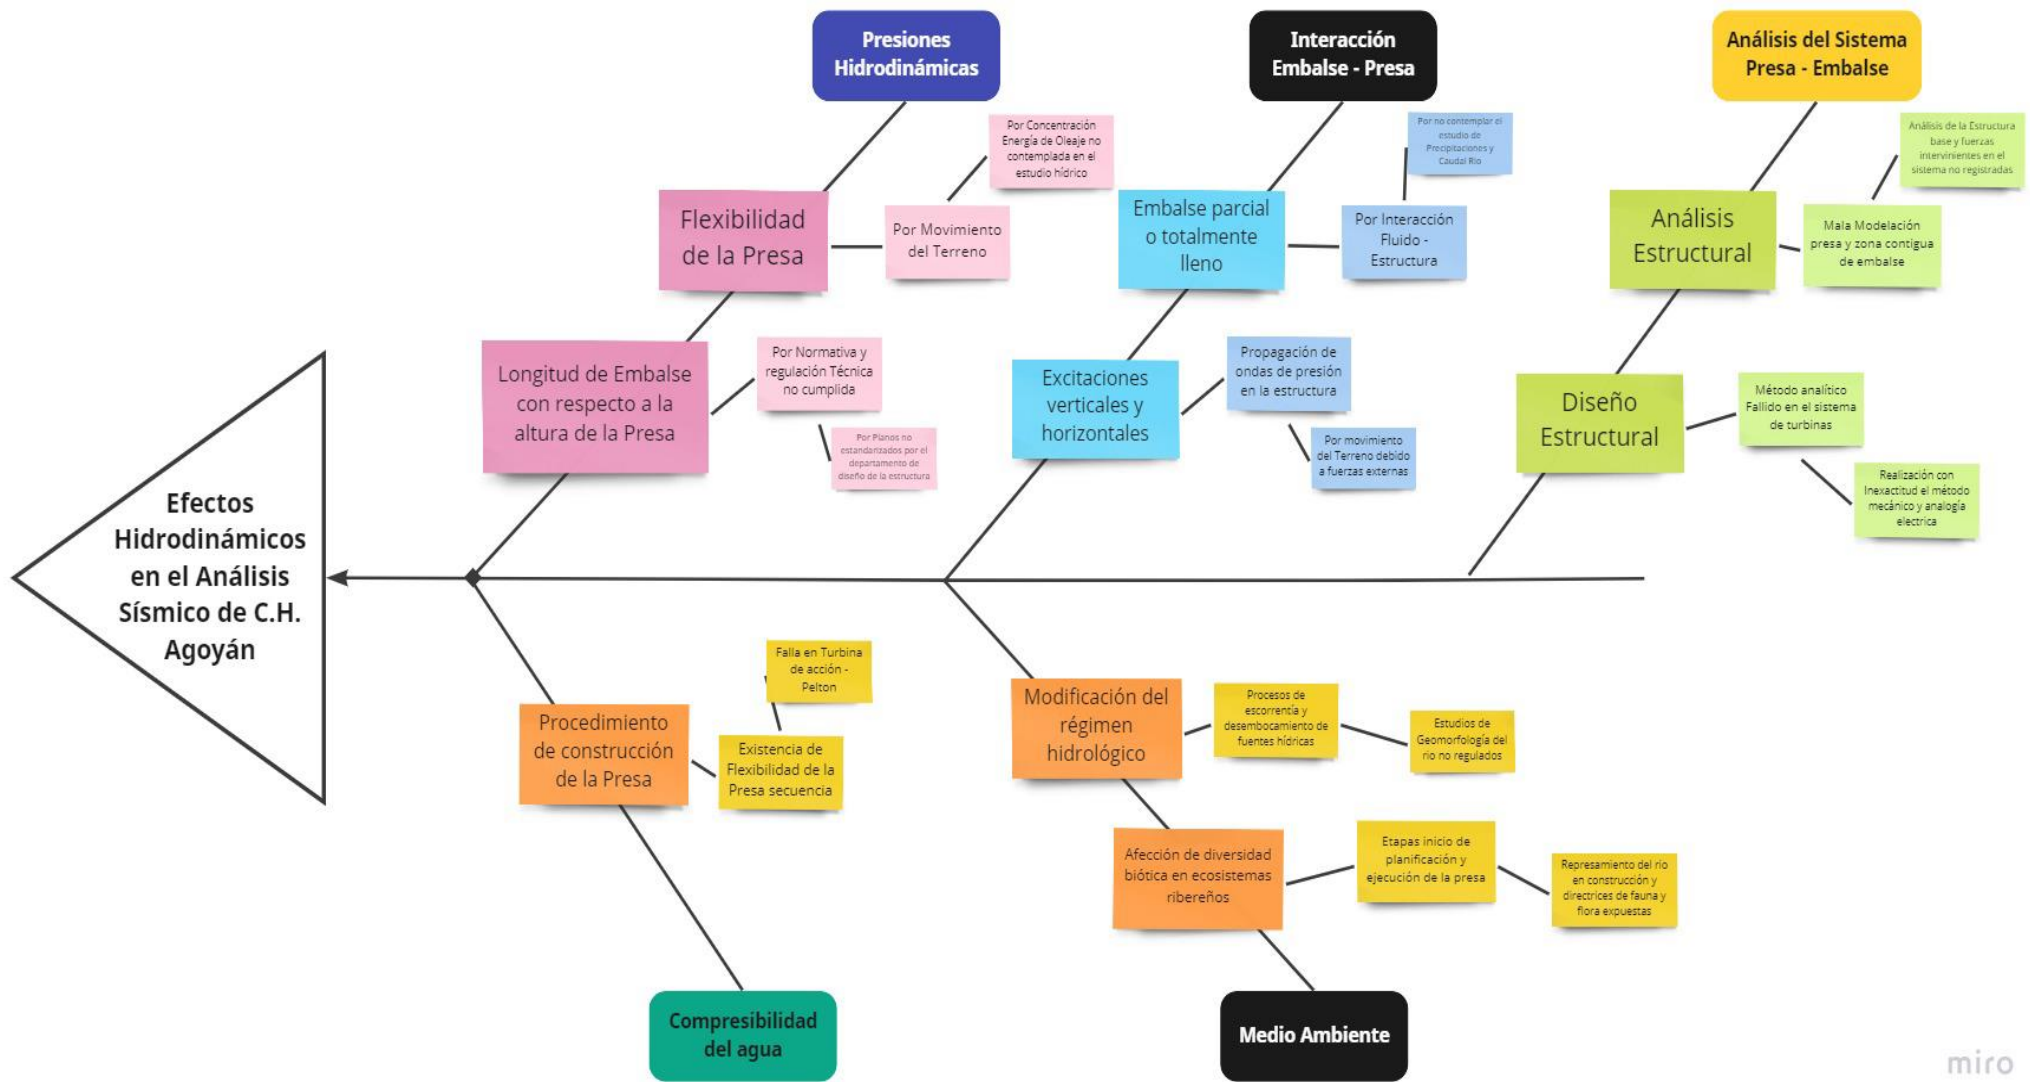 Presiones
Hidrodinámicas
Interacción
Embalse - Presa
Análisis del Sistema
Presa - Embalse
Por Concentración
Energía de Oleaje no
contemplada en el
estudio hídrico
Flexibilidad
de la Presa
Por Movimiento
del Terreno
Por no contemplar el
estudio de
Precipitaciones y
Caudal Rio
Embalse parcial
o totalmente
lleno
Por Interacción
Fluido -
Estructura
Análisis de la Estructura
base y fuerzas
intervinientes en el
sistema no registradas
Análisis
Estructural
Mala Modelación
presa y zona contigua
de embalse
Longitud de Embalse
con respecto a la
altura de la Presa
Por Normativa y
regulación Técnica
no cumplida
Por Planos no
estandarizados por el
departamento de
diseño de la estructura
Excitaciones
verticales y
horizontales
Propagación de
ondas de presión
en la estructura
Por movimiento
del Terreno debido
a fuerzas externas
Diseño
Estructural
Método analítico
Fallido en el sistema
de turbinas
Realización con
Inexactitud el método
mecánico y analogía
electrica
Efectos
Hidrodinámicos
en el Análisis
Sísmico de C.H.
Agoyán
Falla en Turbina
de acción -
Pelton
Procedimiento
de construcción
de la Presa
Existencia de
Flexibilidad de la
Presa secuencia
Modificación del
régimen
hidrológico
Procesos de
escorrentía y
desembocamiento de
fuentes hídricas
Estudios de
Geomorfología del
rio no regulados
Afección de diversidad
biótica en ecosistemas
ribereños
Etapas inicio de
planificación y
ejecución de la presa
Represamiento del río
en construcción y
directrices de fauna y
flora expuestas
Compresibilidad
del agua
Medio Ambiente
miro